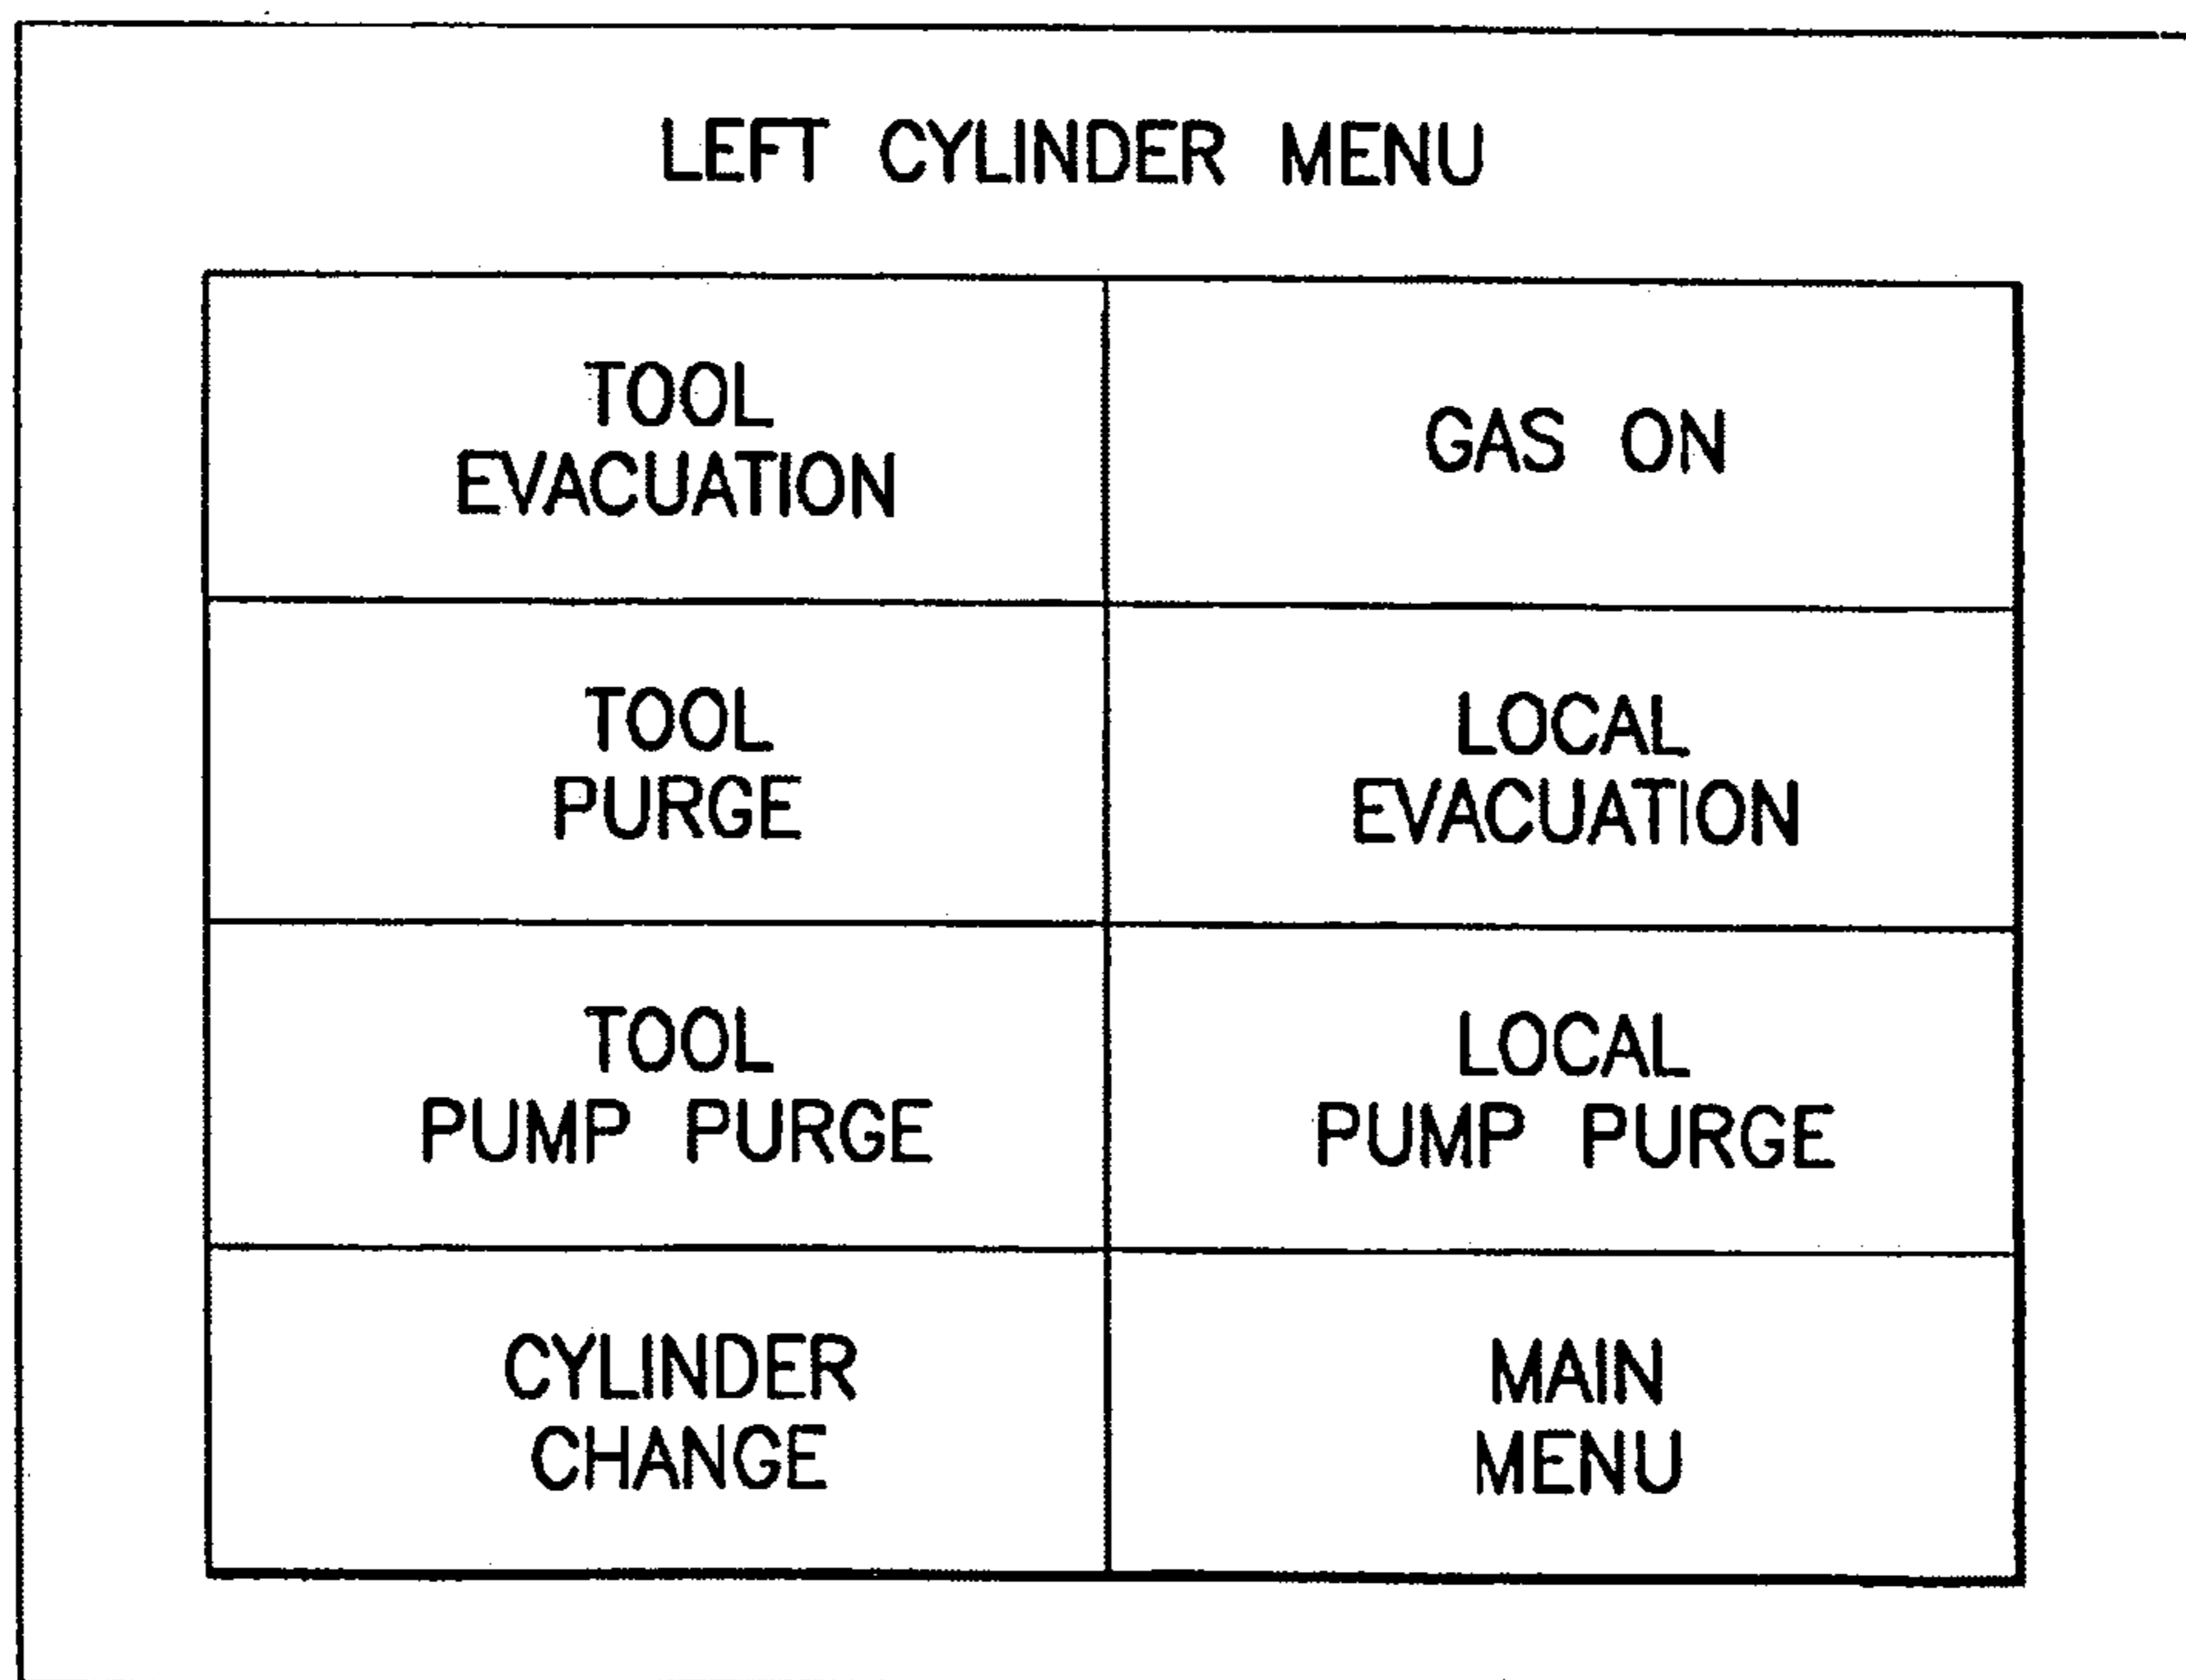 LEFT CYLINDER MENU
TOOL
EVACUATION
GAS ON
TOOL
PURGE
LOCAL
EVACUATION
TOOL
PUMP PURGE
LOCAL
PUMP PURGE
CYLINDER
CHANGE
MAIN
MENU